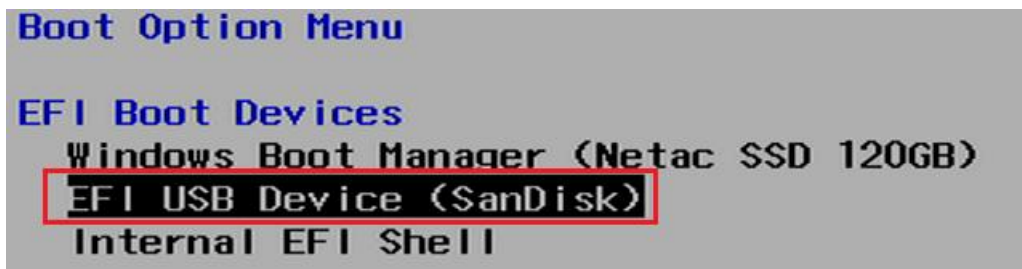 Boot Option Menu
EFI Boot Devices
Windows Boot Manager (Netac SSD 120GB)
EFI USB Device (SanDisk)
Internal EFI Shell